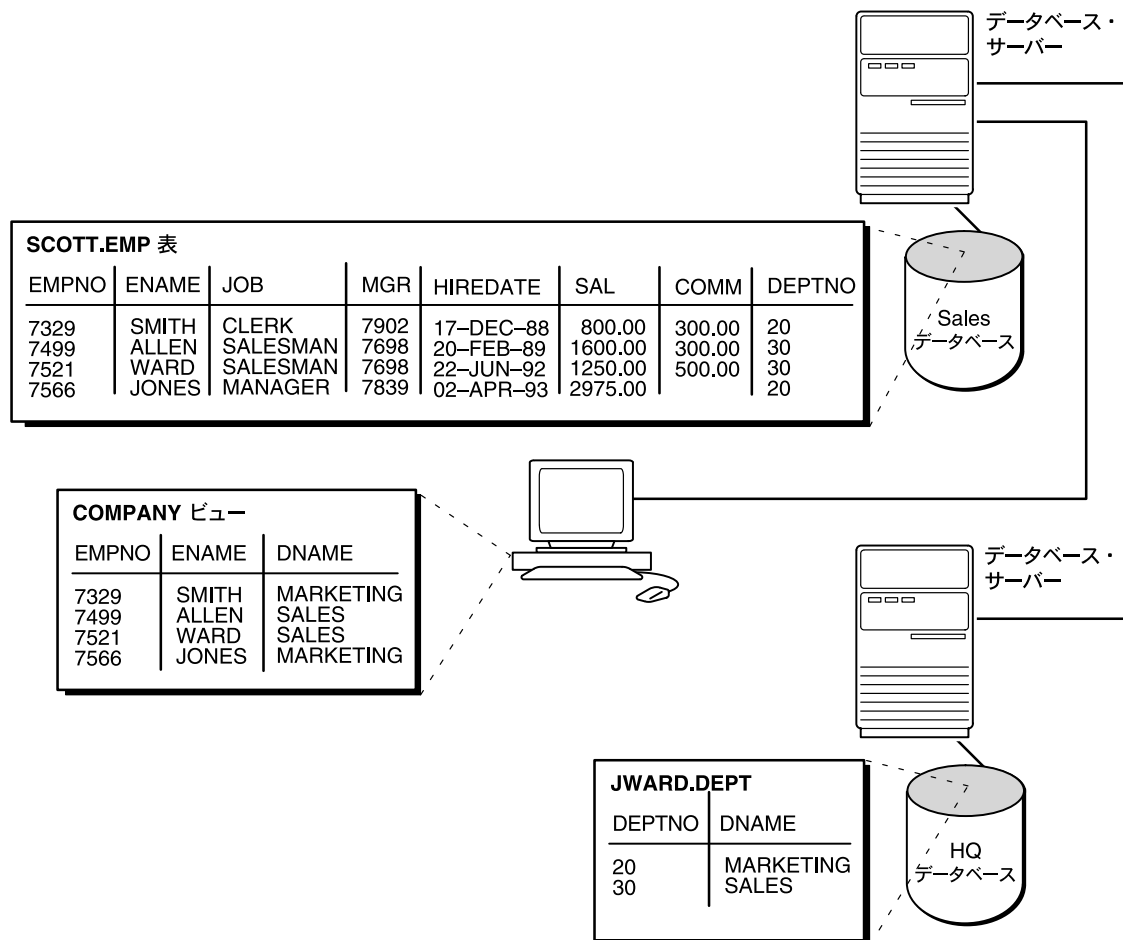 データベース・
サーバー
SCOTT.EMP 表
EMPNO ENAME JOB MGR HIREDATE SAL COMM DEPTNO
7329 SMITH CLERK 7902 17–DEC–88 800.00 300.00 20
7499 ALLEN SALESMAN 7698 20–FEB–89 1600.00 300.00 30
7521 WARD SALESMAN 7698 22–JUN–92 1250.00 500.00 30
7566 JONES MANAGER 7839 02–APR–93 2975.00 20
Sales
データベース
COMPANY ビュー
EMPNO ENAME DNAME
7329 SMITH MARKETING
7499 ALLEN SALES
7521 WARD SALES
7566 JONES MARKETING
データベース・
サーバー
JWARD.DEPT
DEPTNO DNAME
20 MARKETING
30 SALES
HQ
データベース